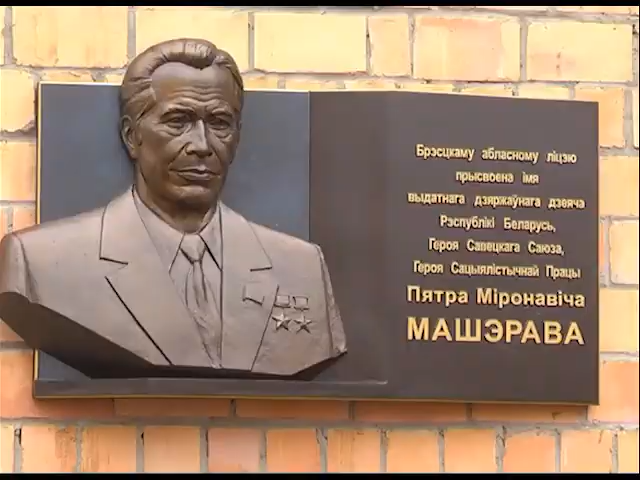 Брэсцкаму абласному ліцэю
прысвоена імя
выдатнага дзяржаўнага дзеяча
Рэспублікі Беларусь,
Героя Савецкага Саюза,
Героя Сацыялістычнай Працы
Пятра Міронавіча
МАШЭРАВА